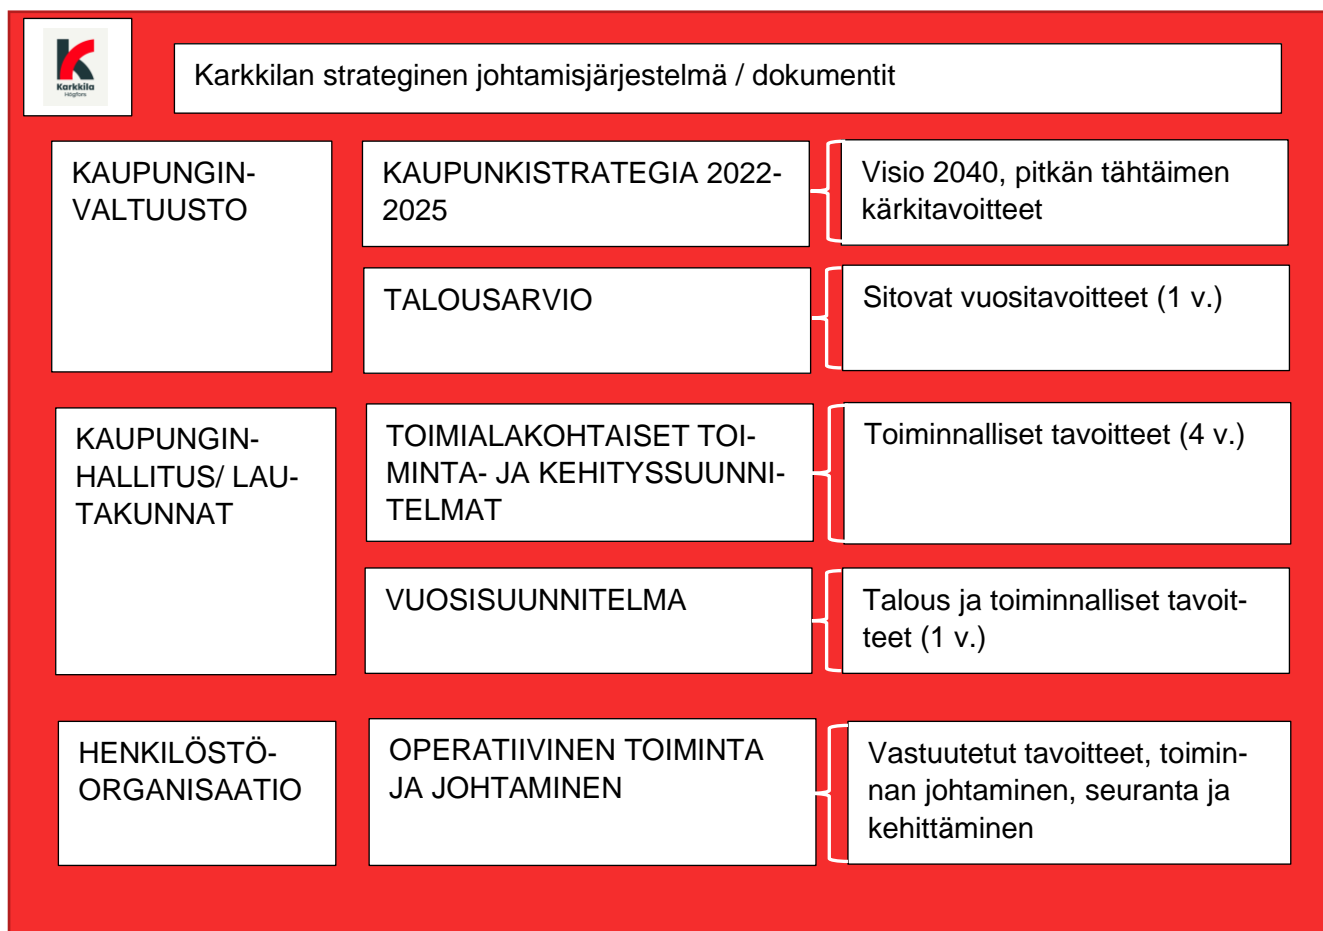 Karkkila
Högfors
Karkkilan strateginen johtamisjärjestelmä / dokumentit
KAUPUNGIN-
VALTUUSTO
KAUPUNKISTRATEGIA 2022-
2025
Visio 2040, pitkän tähtäimen
kärkitavoitteet
TALOUSARVIO
Sitovat vuositavoitteet (1 v.)
KAUPUNGIN-
HALLITUS/ LAU-
TAKUNNAT
TOIMIALAKOHTAISET TOI-
MINTA- JA KEHITYSSUUNNI-
TELMAT
Toiminnalliset tavoitteet (4 v.)
VUOSISUUNNITELMA
Talous ja toiminnalliset tavoit-
teet (1 v.)
HENKILÖSTÖ-
ORGANISAATIO
OPERATIIVINEN TOIMINTA
JA JOHTAMINEN
Vastuutetut tavoitteet, toimin-
nan johtaminen, seuranta ja
kehittäminen